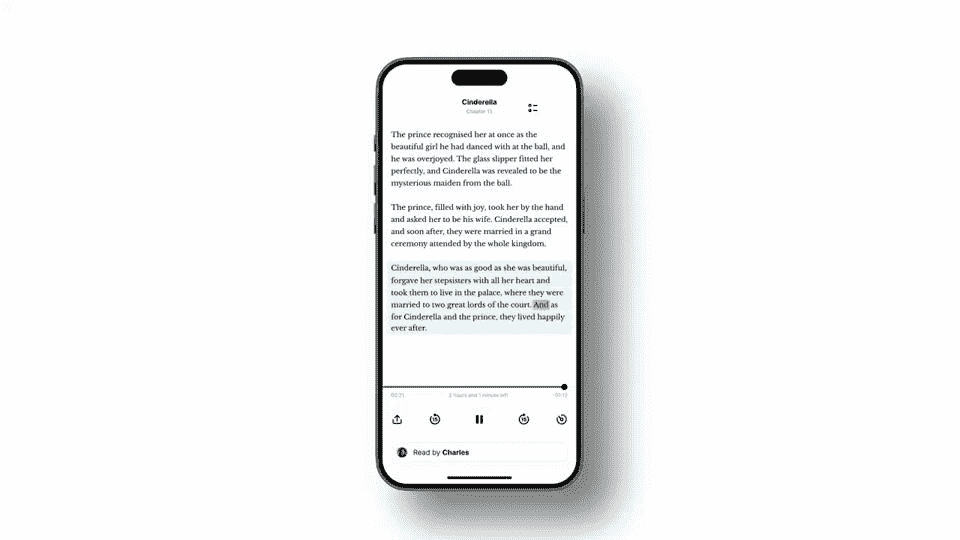 Cinderella
Chapter 15
The prince recognised her at once as the
beautiful girl he had danced with at the ball, and
he was overjoyed. The glass slipper fitted her
perfectly, and Cinderella was revealed to be the
mysterious maiden from the ball.
The prince, filled with joy, took her by the hand
and asked her to be his wife. Cinderella accepted,
and soon after, they were married in a grand
ceremony attended by the whole kingdom.
Cinderella, who was as good as she was beautiful,
forgave her stepsisters with all her heart and
took them to live in the palace, where they were
married to two great lords of the court. And as
for Cinderella and the prince, they lived happily
ever after.
2 hours and 1 minute left
15
15
Read by Charles